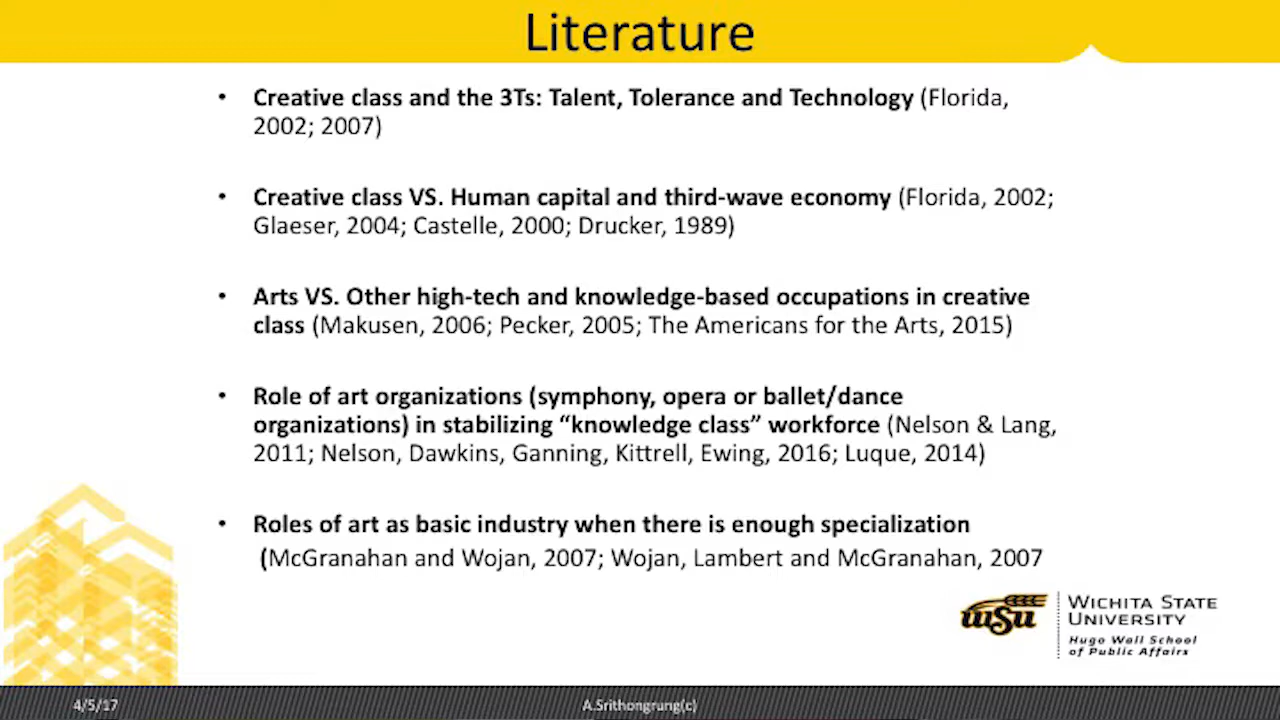 Literature
• Creative class and the 3Ts: Talent, Tolerance and Technology (Florida,
2002; 2007)
• Creative class VS. Human capital and third-wave economy (Florida, 2002;
Glaeser, 2004; Castelle, 2000; Drucker, 1989)
• Arts VS. Other high-tech and knowledge-based occupations in creative
class (Makusen, 2006; Pecker, 2005; The Americans for the Arts, 2015)
• Role of art organizations (symphony, opera or ballet/dance
organizations) in stabilizing “knowledge class” workforce (Nelson & Lang,
2011; Nelson, Dawkins, Ganning, Kittrell, Ewing, 2016; Luque, 2014)
• Roles of art as basic industry when there is enough specialization
(McGranahan and Wojan, 2007; Wojan, Lambert and McGranahan, 2007
WSU
WICHITA STATE
UNIVERSITY
Hugo Wall School
of Public Affairs
4/5/17
A.Srithongrung(c)